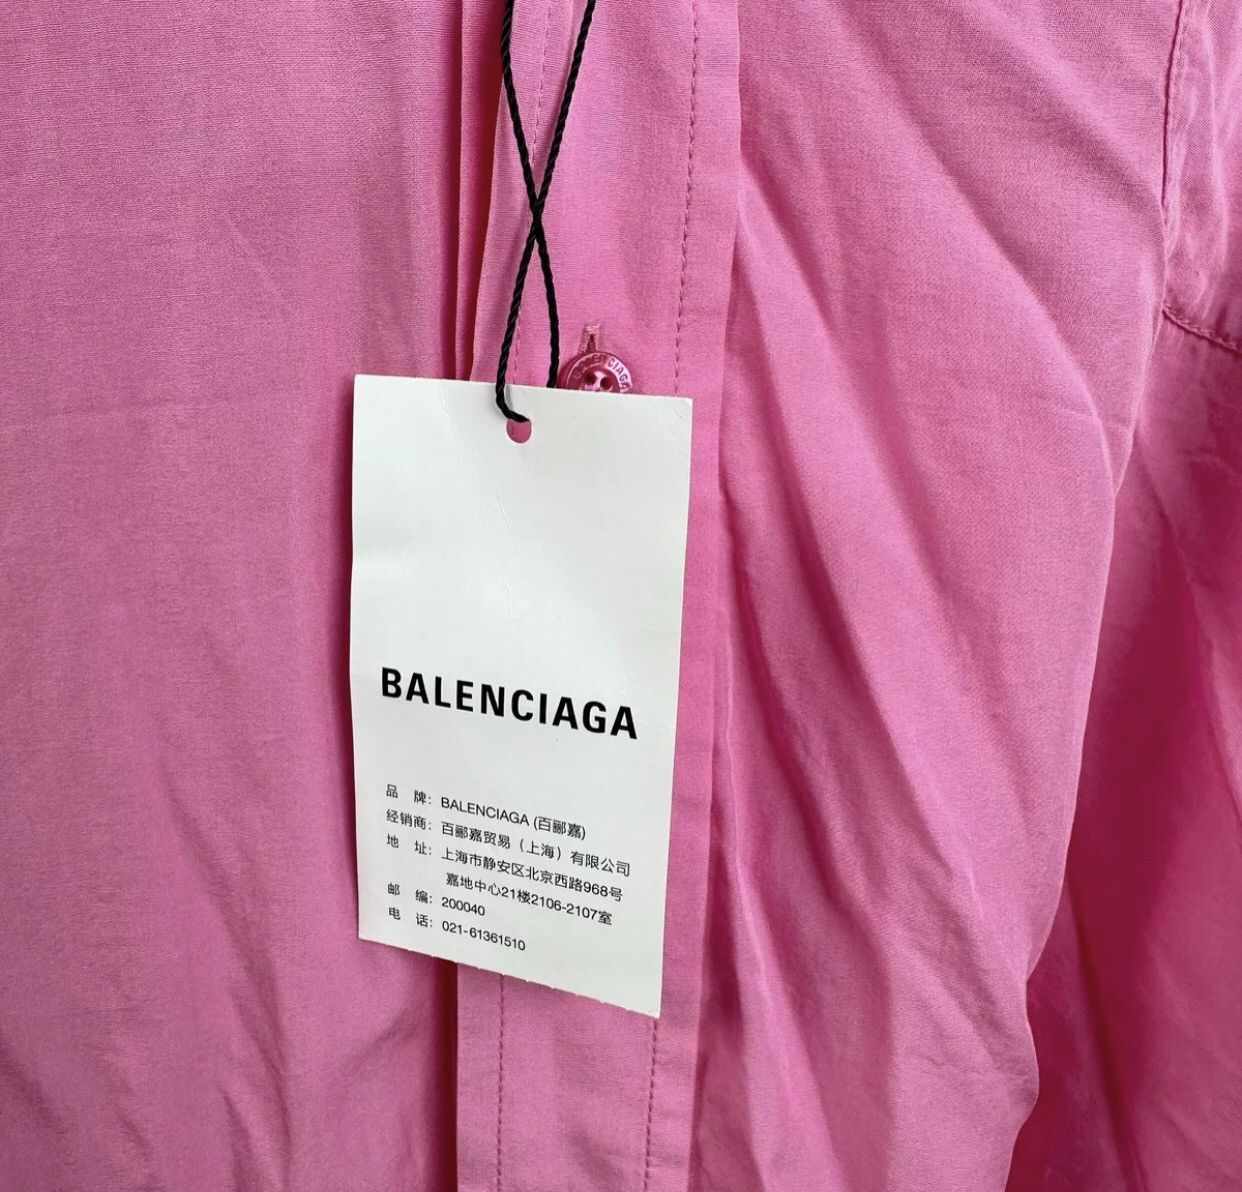 BALENCIAGA
BALENCIAGA
品 牌: BALENCIAGA (百郦嘉)
经销商: 百郦嘉贸易（上海）有限公司
地 址: 上海市静安区北京西路968号
嘉地中心21楼2106-2107室
邮 编: 200040
电 话: 021-61361510